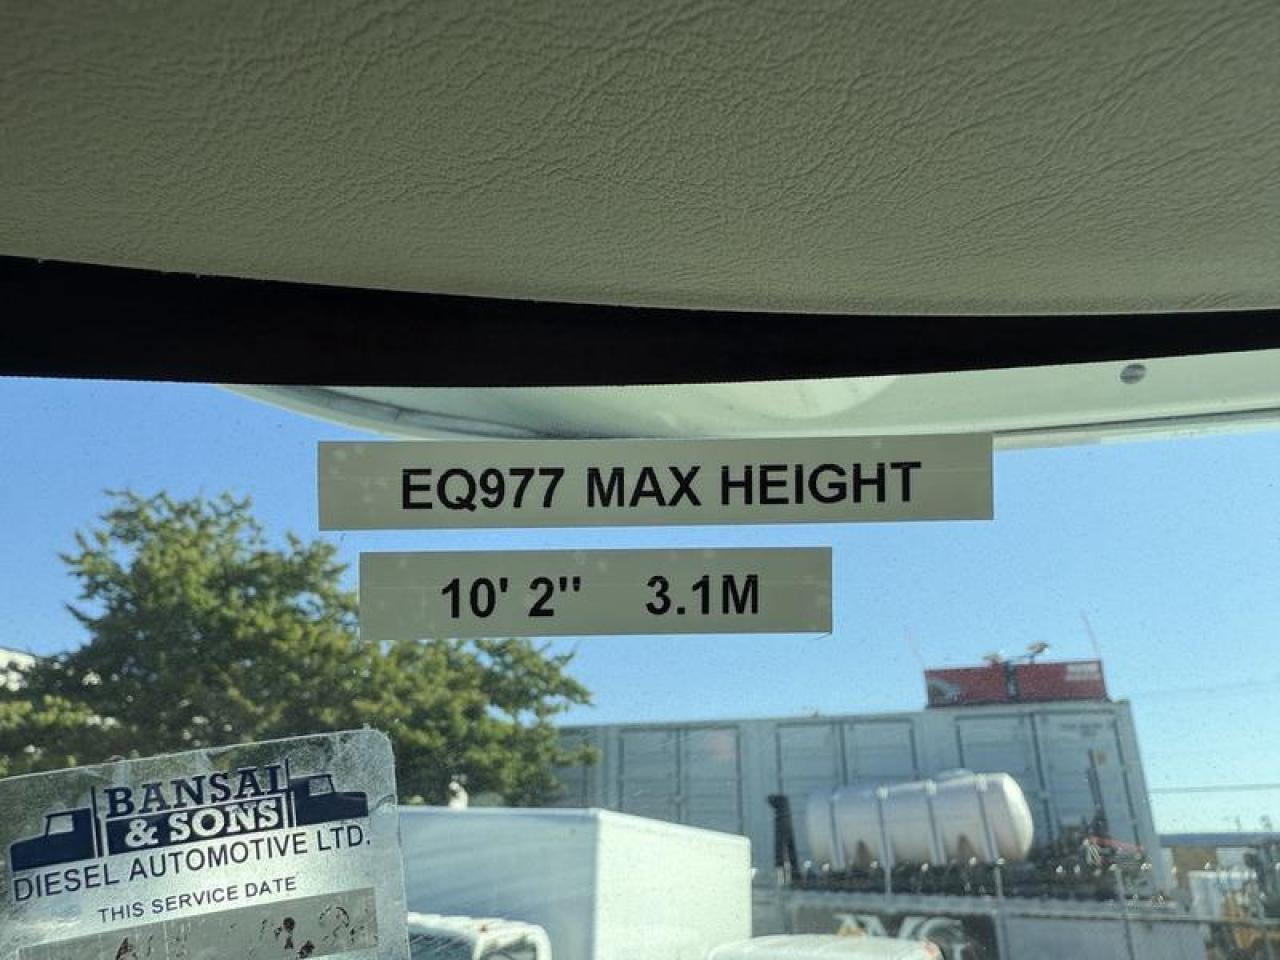 EQ977 MAX HEIGHT
10' 2" 3.1M
BANSAL
& SONS
DIESEL AUTOMOTIVE LTD.
THIS SERVICE DATE